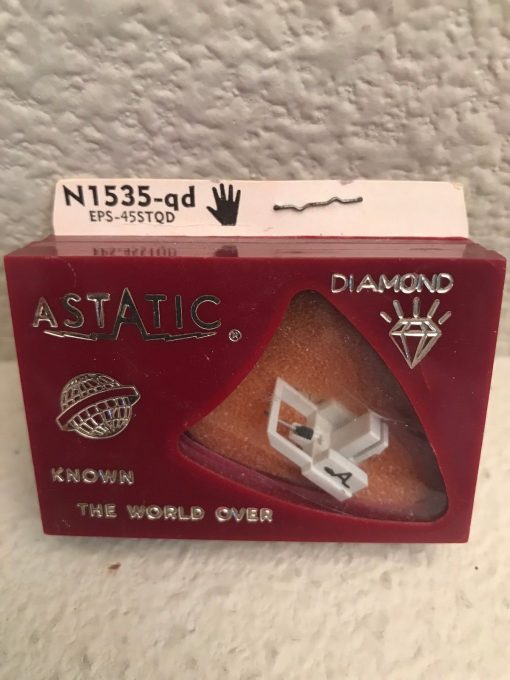 N1535-qd
EPS-45STQD
ASTATIC®
DIAMOND
KNOWN
THE WORLD OVER
A